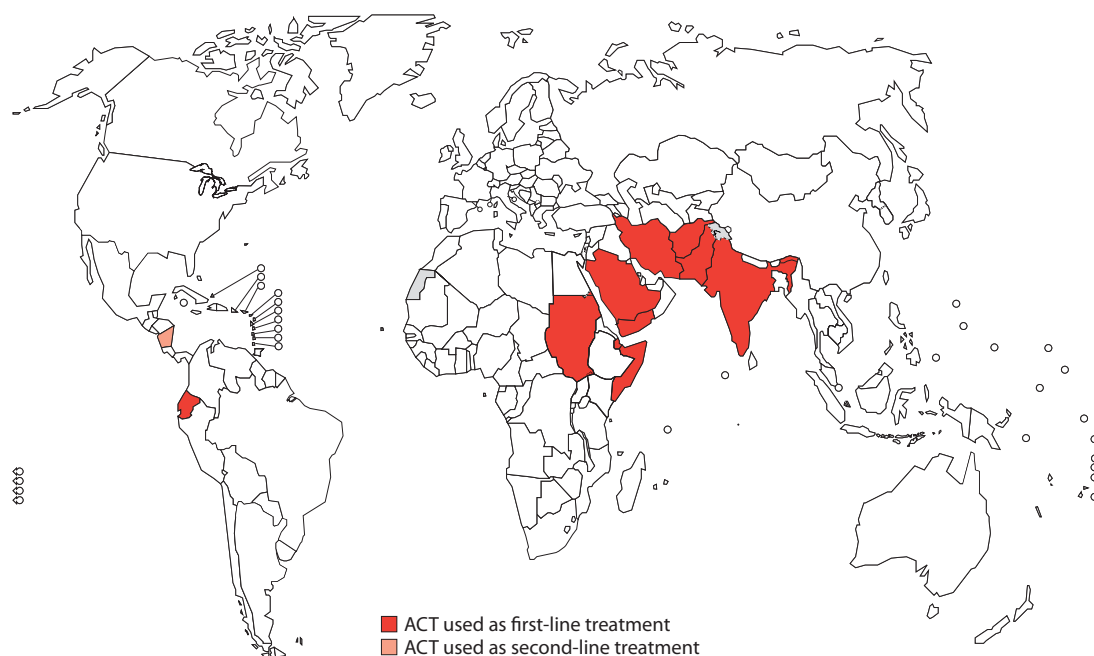 ACT used as first-line treatment
ACT used as second-line treatment